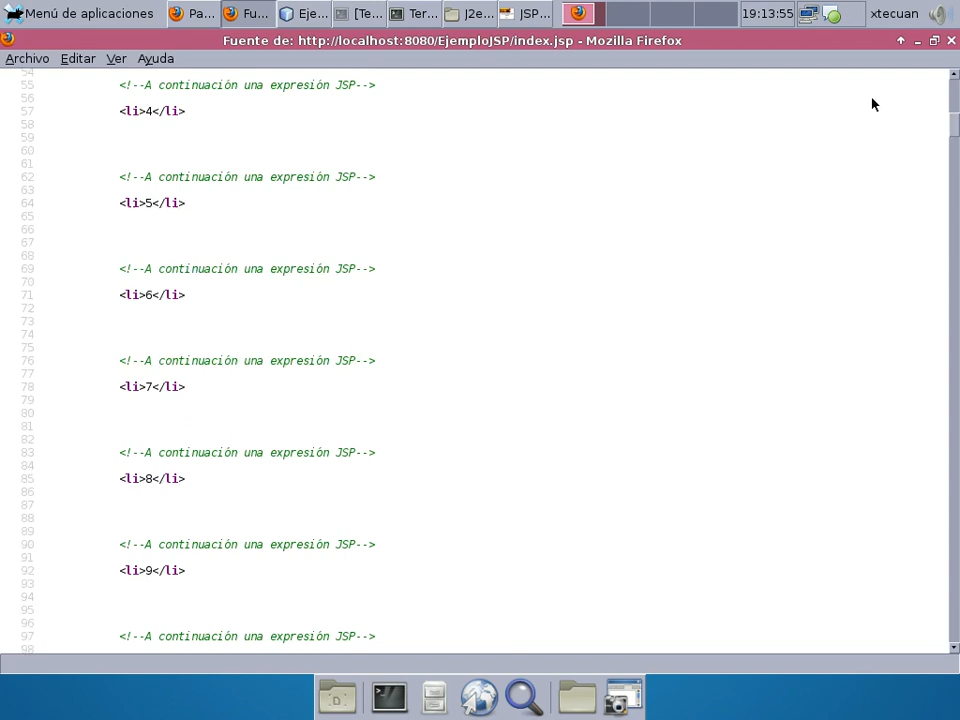 Menú de aplicaciones Pa... Fu... Eje... [Te... Ter... J2e... JSP... 19:13:55 xtecuan
Fuente de: http://localhost:8080/EjemploJSP/index.jsp - Mozilla Firefox
Archivo Editar Ver Ayuda
54
55 <!--A continuación una expresión JSP-->
56
57 <li>4</li>
58
59
60
61
62 <!--A continuación una expresión JSP-->
63
64 <li>5</li>
65
66
67
68
69 <!--A continuación una expresión JSP-->
70
71 <li>6</li>
72
73
74
75
76 <!--A continuación una expresión JSP-->
77
78 <li>7</li>
79
80
81
82
83 <!--A continuación una expresión JSP-->
84
85 <li>8</li>
86
87
88
89
90 <!--A continuación una expresión JSP-->
91
92 <li>9</li>
93
94
95
96
97 <!--A continuación una expresión JSP-->
98